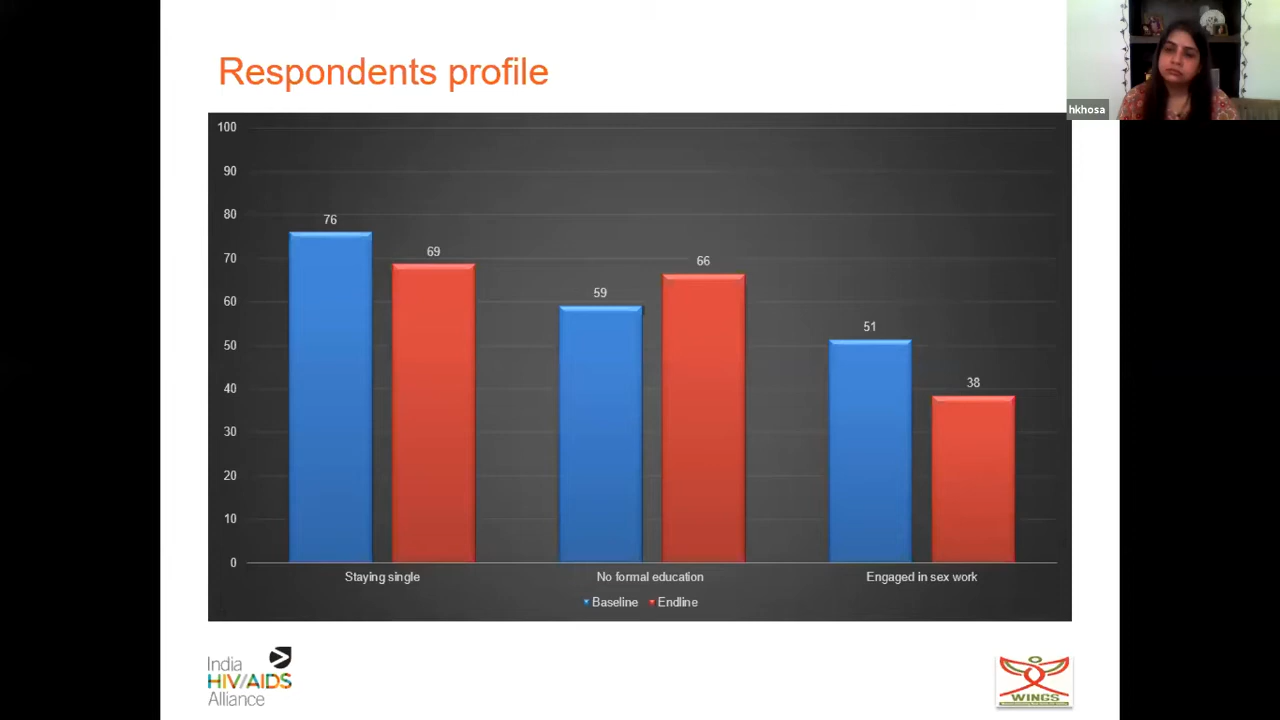 Respondents profile
hkhosa
100
90
80
70
60
50
40
30
20
10
0
76
69
59
66
51
38
Staying single
No formal education
Engaged in sex work
Baseline
Endline
India
HIV/AIDS
Alliance
WINGS